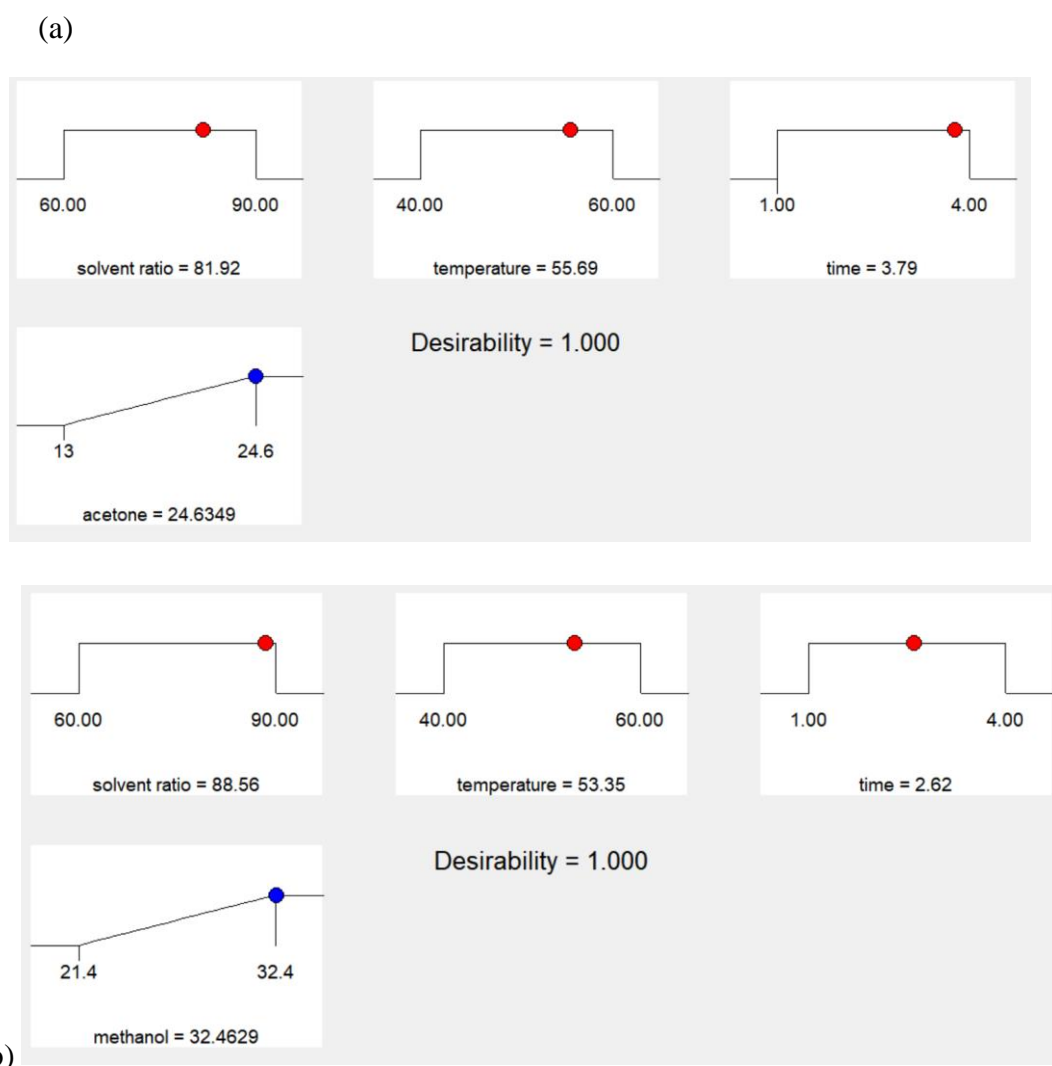 (a)
60.00 90.00 40.00 60.00 1.00 4.00
solvent ratio = 81.92 temperature = 55.69 time = 3.79
Desirability = 1.000
13 24.6
acetone = 24.6349
60.00 90.00 40.00 60.00 1.00 4.00
solvent ratio = 88.56 temperature = 53.35 time = 2.62
Desirability = 1.000
21.4 32.4
methanol = 32.4629